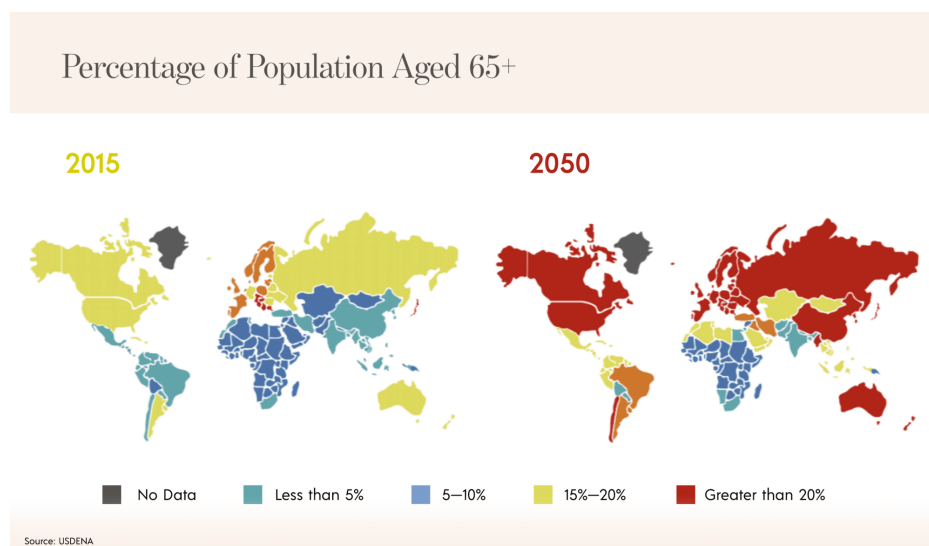 Percentage of Population Aged 65+
2015
2050
No Data
Less than 5%
5—10%
15%—20%
Greater than 20%
Source: USDENA